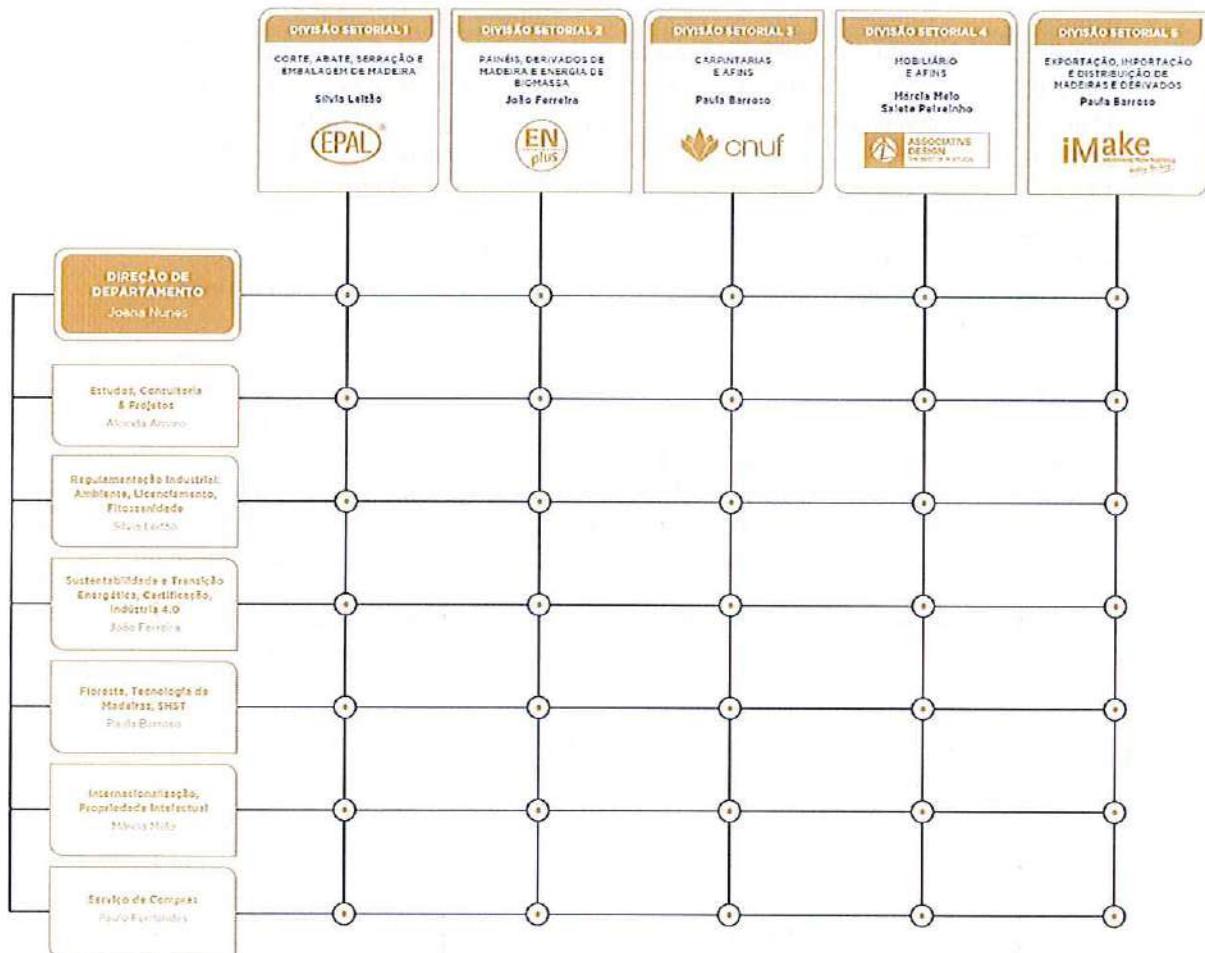 DIVISÃO SETORIAL 1
CORTE, ABATE, SERRAÇÃO E
EMBALAGEM DE MADEIRA
Silvia Leitão
EPAL
DIVISÃO SETORIAL 2
PAINÉIS, DERIVADOS DE
MADEIRA E ENERGIA DE
BIOMASSA
João Ferreira
EN
plus
DIVISÃO SETORIAL 3
CARPINTARIAS
E AFINS
Paula Barroso
cnuf
DIVISÃO SETORIAL 4
MOBILIÁRIO
E AFINS
Márcia Melo
Salete Peixinho
ASSOCIATIVE
DESIGN
DIVISÃO SETORIAL 5
EXPORTAÇÃO, IMPORTAÇÃO
E DISTRIBUIÇÃO DE
MADEIRAS E DERIVADOS
Paula Barroso
iMake
DIREÇÃO DE
DEPARTAMENTO
Joana Nunes
Estudos, Consultoria
& Projetos
Regulamentação Industrial:
Ambiente, Licenciamento,
Fitossanidade
Silvia Leitão
Sustentabilidade e Transição
Energética, Certificação,
Indústria 4.0
João Ferreira
Floresta, Tecnologia de
Madeiras, SHST
Paula Barroso
Internacionalização,
Propriedade Intelectual
Márcia Melo
Serviço de Compras
Paulo Fernandes